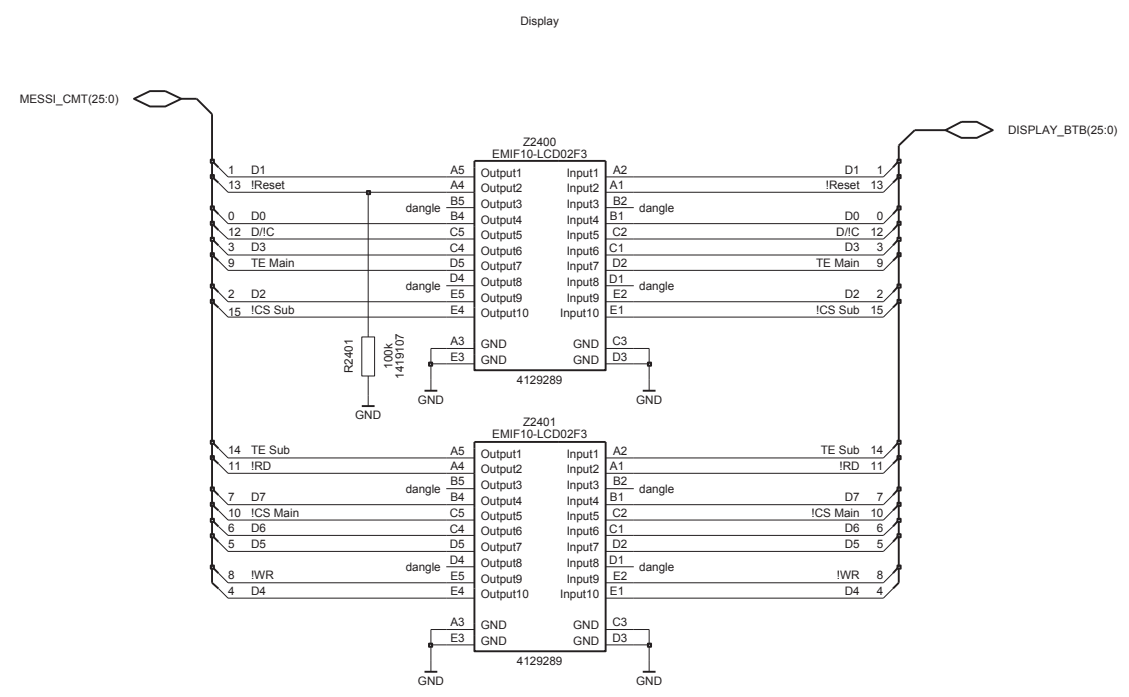 Display
MESSI_CMT(25:0)
DISPLAY_BTB(25:0)
Z2400
EMIF10-LCD02F3
1 D1 A5 Output1 Input1 A2 D1 1
13 !Reset A4 Output2 Input2 A1 !Reset 13
dangle B5 Output3 Input3 B2 dangle
0 D0 B4 Output4 Input4 B1 D0 0
12 D/!C C5 Output5 Input5 C2 D/!C 12
3 D3 C4 Output6 Input6 C1 D3 3
9 TE Main D5 Output7 Input7 D2 TE Main 9
dangle D4 Output8 Input8 D1 dangle
2 D2 E5 Output9 Input9 E2 D2 2
15 !CS Sub E4 Output10 Input10 E1 !CS Sub 15
R2401
100k
1419107
A3 GND GND C3
E3 GND GND D3
4129289
GND
GND
GND
Z2401
EMIF10-LCD02F3
14 TE Sub A5 Output1 Input1 A2 TE Sub 14
11 !RD A4 Output2 Input2 A1 !RD 11
dangle B5 Output3 Input3 B2 dangle
7 D7 B4 Output4 Input4 B1 D7 7
10 !CS Main C5 Output5 Input5 C2 !CS Main 10
6 D6 C4 Output6 Input6 C1 D6 6
5 D5 D5 Output7 Input7 D2 D5 5
dangle D4 Output8 Input8 D1 dangle
8 !WR E5 Output9 Input9 E2 !WR 8
4 D4 E4 Output10 Input10 E1 D4 4
A3 GND GND C3
E3 GND GND D3
4129289
GND
GND